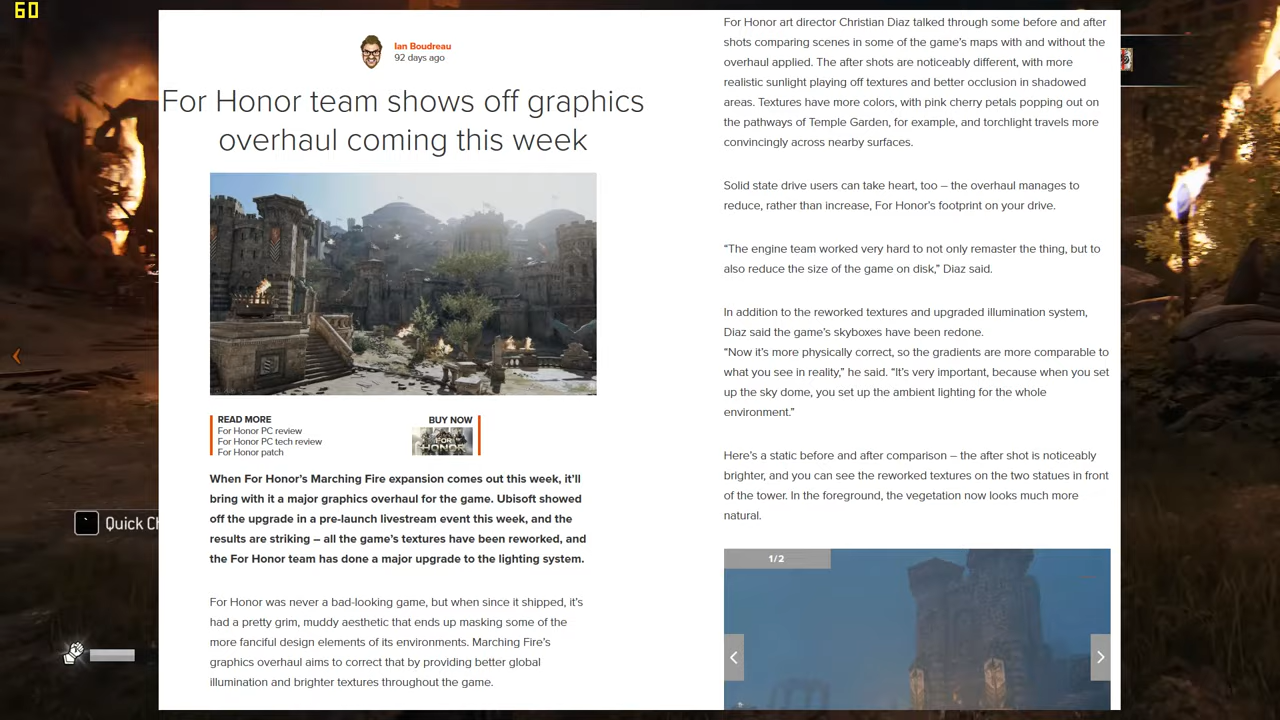 60
Ian Boudreau
92 days ago
For Honor team shows off graphics
overhaul coming this week
READ MORE
For Honor PC review
For Honor PC tech review
For Honor patch
BUY NOW
FOR
HONOR
When For Honor’s Marching Fire expansion comes out this week, it’ll
bring with it a major graphics overhaul for the game. Ubisoft showed
off the upgrade in a pre-launch livestream event this week, and the
results are striking – all the game’s textures have been reworked, and
the For Honor team has done a major upgrade to the lighting system.
For Honor was never a bad-looking game, but when since it shipped, it’s
had a pretty grim, muddy aesthetic that ends up masking some of the
more fanciful design elements of its environments. Marching Fire’s
graphics overhaul aims to correct that by providing better global
illumination and brighter textures throughout the game.
For Honor art director Christian Diaz talked through some before and after
shots comparing scenes in some of the game’s maps with and without the
overhaul applied. The after shots are noticeably different, with more
realistic sunlight playing off textures and better occlusion in shadowed
areas. Textures have more colors, with pink cherry petals popping out on
the pathways of Temple Garden, for example, and torchlight travels more
convincingly across nearby surfaces.
Solid state drive users can take heart, too – the overhaul manages to
reduce, rather than increase, For Honor’s footprint on your drive.
“The engine team worked very hard to not only remaster the thing, but to
also reduce the size of the game on disk,” Diaz said.
In addition to the reworked textures and upgraded illumination system,
Diaz said the game’s skyboxes have been redone.
“Now it’s more physically correct, so the gradients are more comparable to
what you see in reality,” he said. “It’s very important, because when you set
up the sky dome, you set up the ambient lighting for the whole
environment.”
Here’s a static before and after comparison – the after shot is noticeably
brighter, and you can see the reworked textures on the two statues in front
of the tower. In the foreground, the vegetation now looks much more
natural.
1/2
` Quick Ch